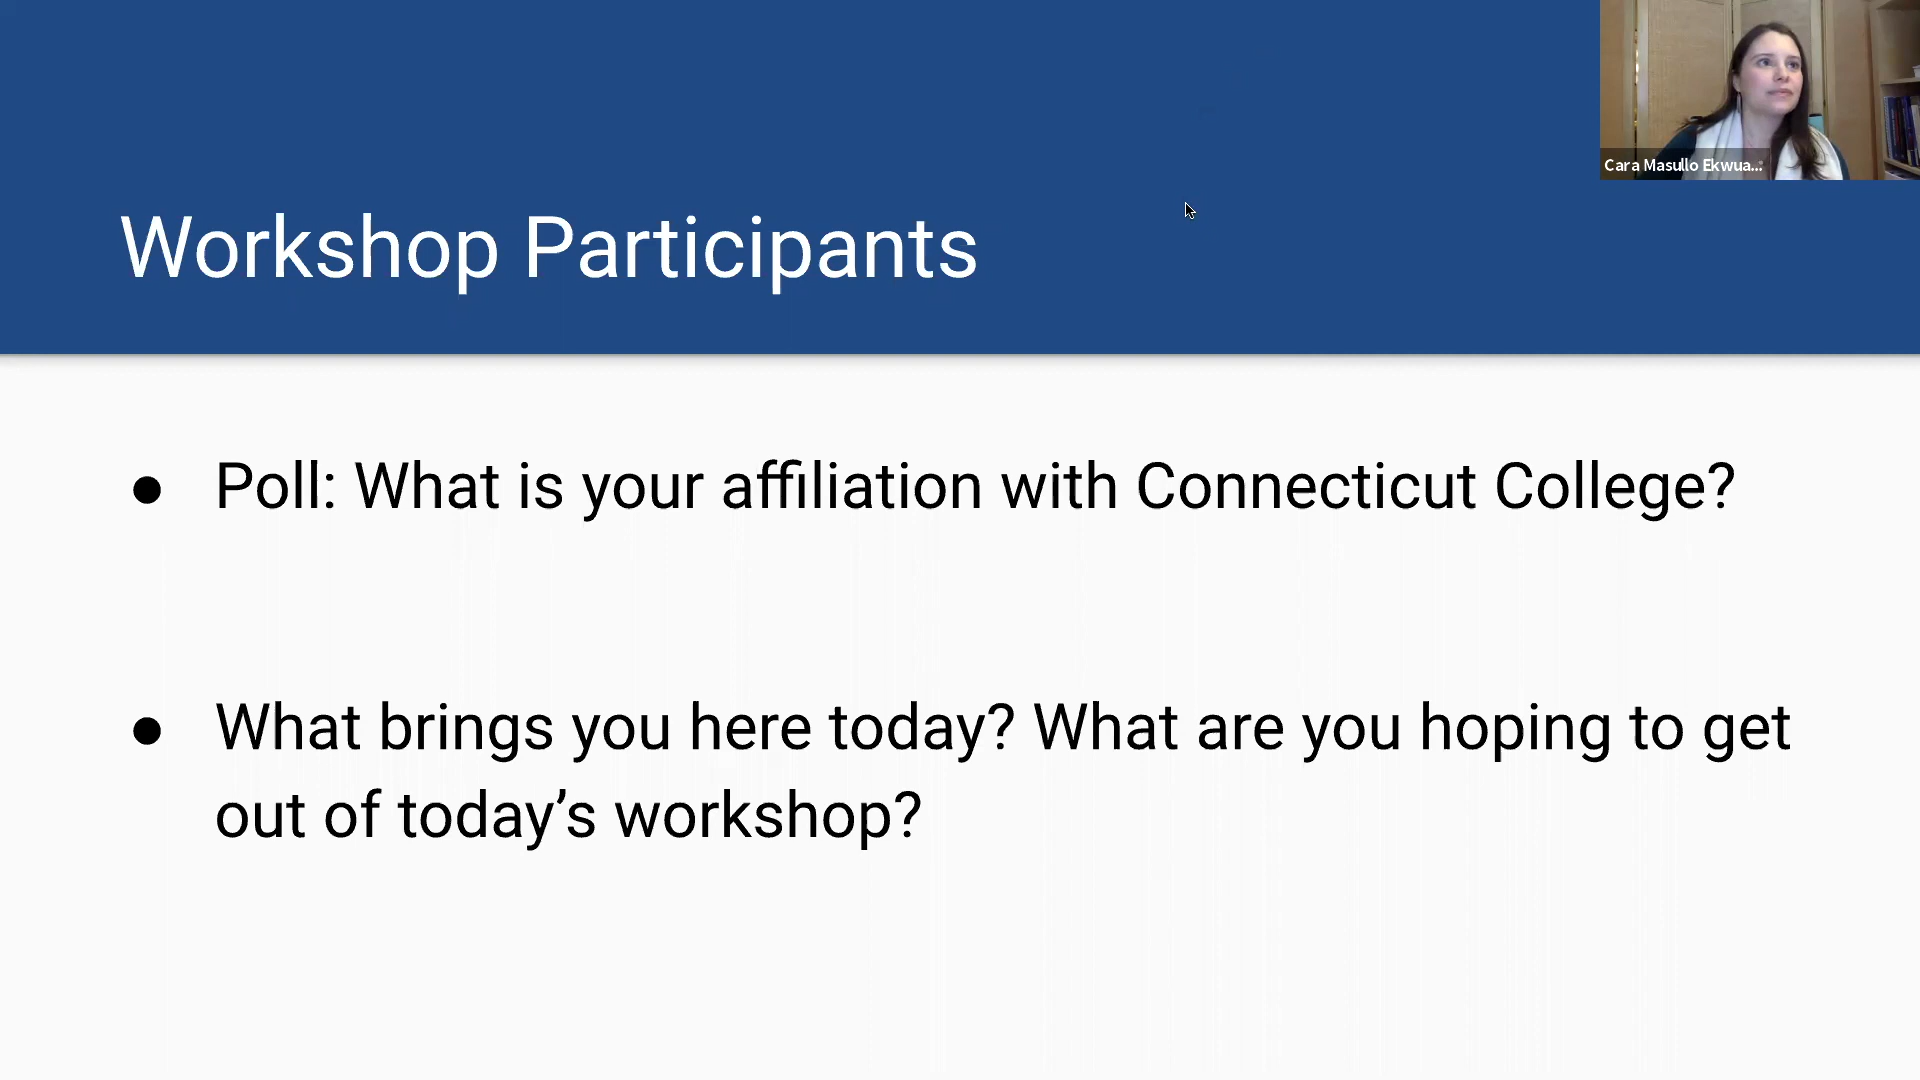 Cara Masullo Ekwua...
Workshop Participants
● Poll: What is your affiliation with Connecticut College?
● What brings you here today? What are you hoping to get
out of today’s workshop?